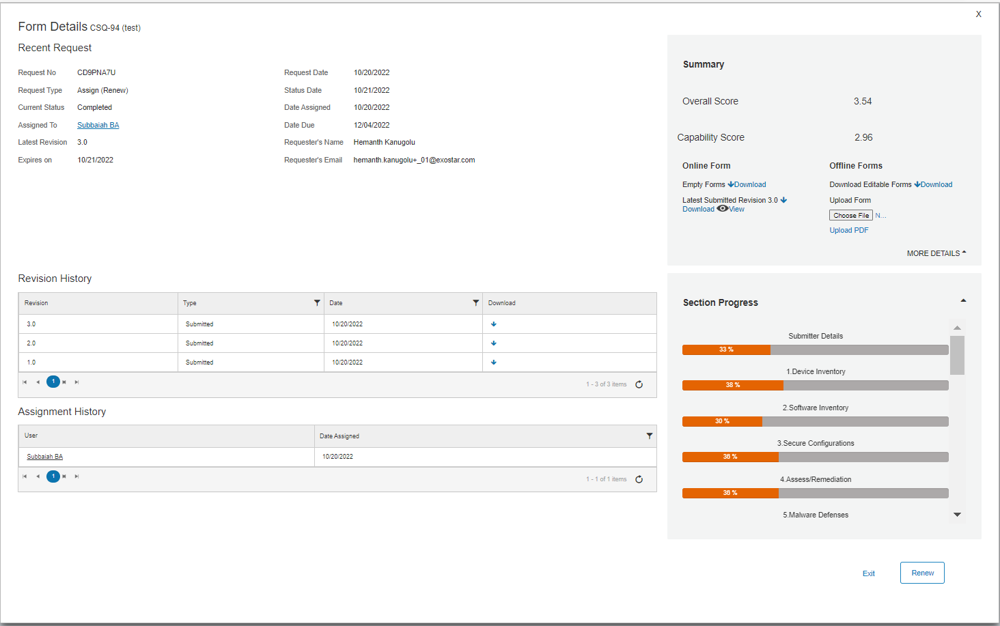 X
Form Details CSQ-94 (test)
Recent Request
Request No CD9PNA7U
Request Type Assign (Renew)
Current Status Completed
Assigned To Subbaiah BA
Latest Revision 3.0
Expires on 10/21/2022
Request Date 10/20/2022
Status Date 10/21/2022
Date Assigned 10/20/2022
Date Due 12/04/2022
Requester's Name Hemanth Kanugolu
Requester's Email hemanth.kanugolu+_01@exostar.com
Summary
Overall Score 3.54
Capability Score 2.96
Online Form
Empty Forms Download
Latest Submitted Revision 3.0
Download View
Offline Forms
Download Editable Forms Download
Upload Form
Choose File N...
Upload PDF
MORE DETAILS
Revision History
Revision Type Date Download
3.0 Submitted 10/20/2022
2.0 Submitted 10/20/2022
1.0 Submitted 10/20/2022
1 1 - 3 of 3 items
Assignment History
User Date Assigned
Subbaiah BA 10/20/2022
1 1 - 1 of 1 items
Section Progress
Submitter Details
33 %
1.Device Inventory
38 %
2.Software Inventory
30 %
3.Secure Configurations
36 %
4.Assess/Remediation
36 %
5.Malware Defenses
Exit Renew